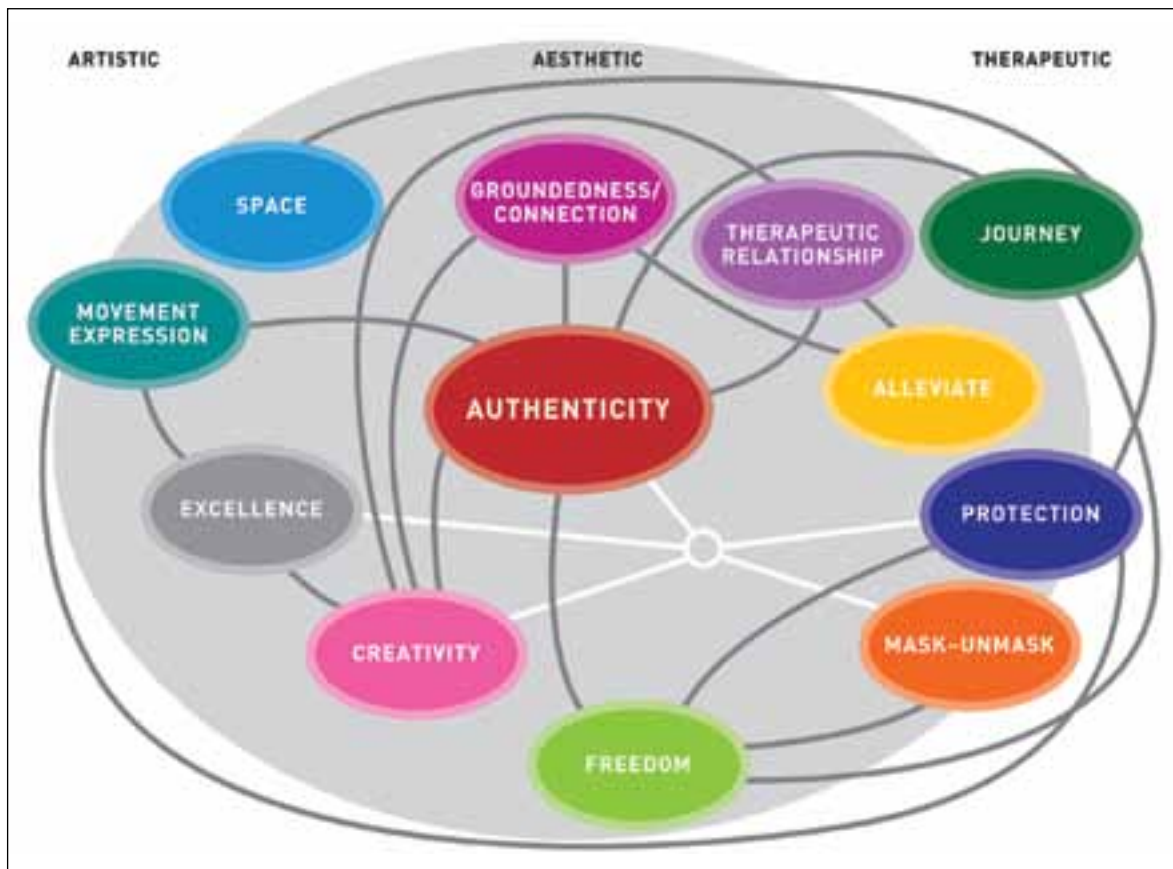 ARTISTIC
AESTHETIC
THERAPEUTIC
SPACE
GROUNDEDNESS/
CONNECTION
THERAPEUTIC
RELATIONSHIP
JOURNEY
MOVEMENT
EXPRESSION
AUTHENTICITY
ALLEVIATE
EXCELLENCE
PROTECTION
CREATIVITY
MASK–UNMASK
FREEDOM